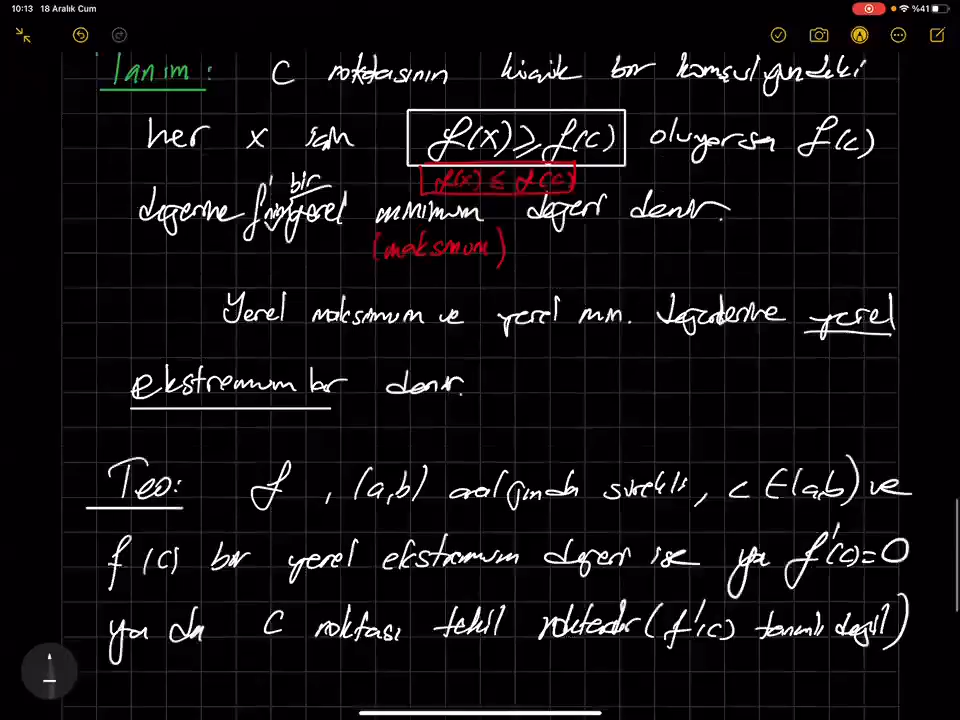 10:13 18 Aralık Cum %41
Tanım: C noktasının küçük bir komşuluğundaki
her x için f(x) ≥ f(c) oluyorsa f(c)
f(x) ≤ f(c)
bir
değerine f'nin yerel minimum değeri denir.
(maksimum)
Yerel maksimum ve yerel min. değerlerine yerel
ekstremumlar denir.
Teo: f, (a,b) aralığında sürekli, c ∈ (a,b) ve
f(c) bir yerel ekstremum değeri ise ya f'(c)=0
ya da C noktası tekil noktadır (f'(c) tanımlı değil)